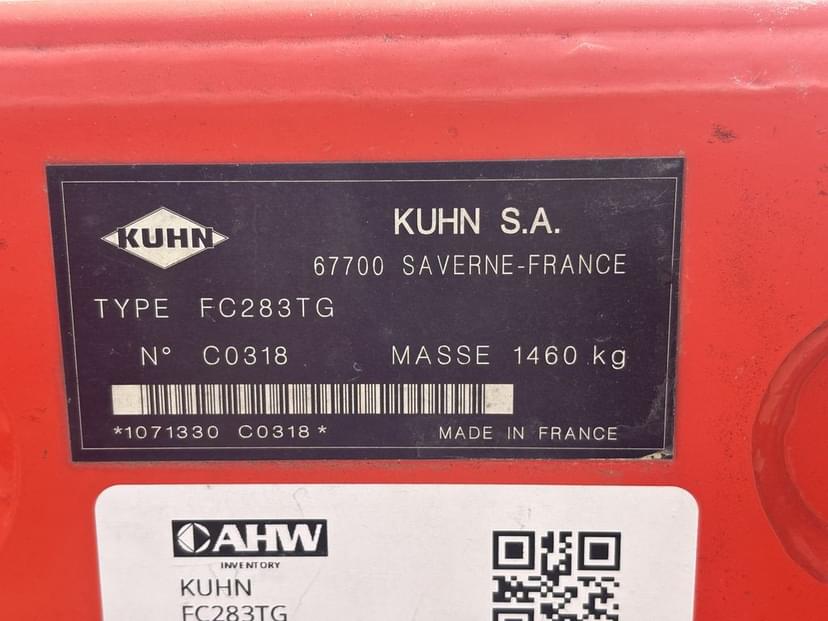 KUHN
KUHN S.A.
67700 SAVERNE-FRANCE
TYPE FC283TG
N° C0318 MASSE 1460 kg
*1071330 C0318*
MADE IN FRANCE
AHW
INVENTORY
KUHN
FC283TG